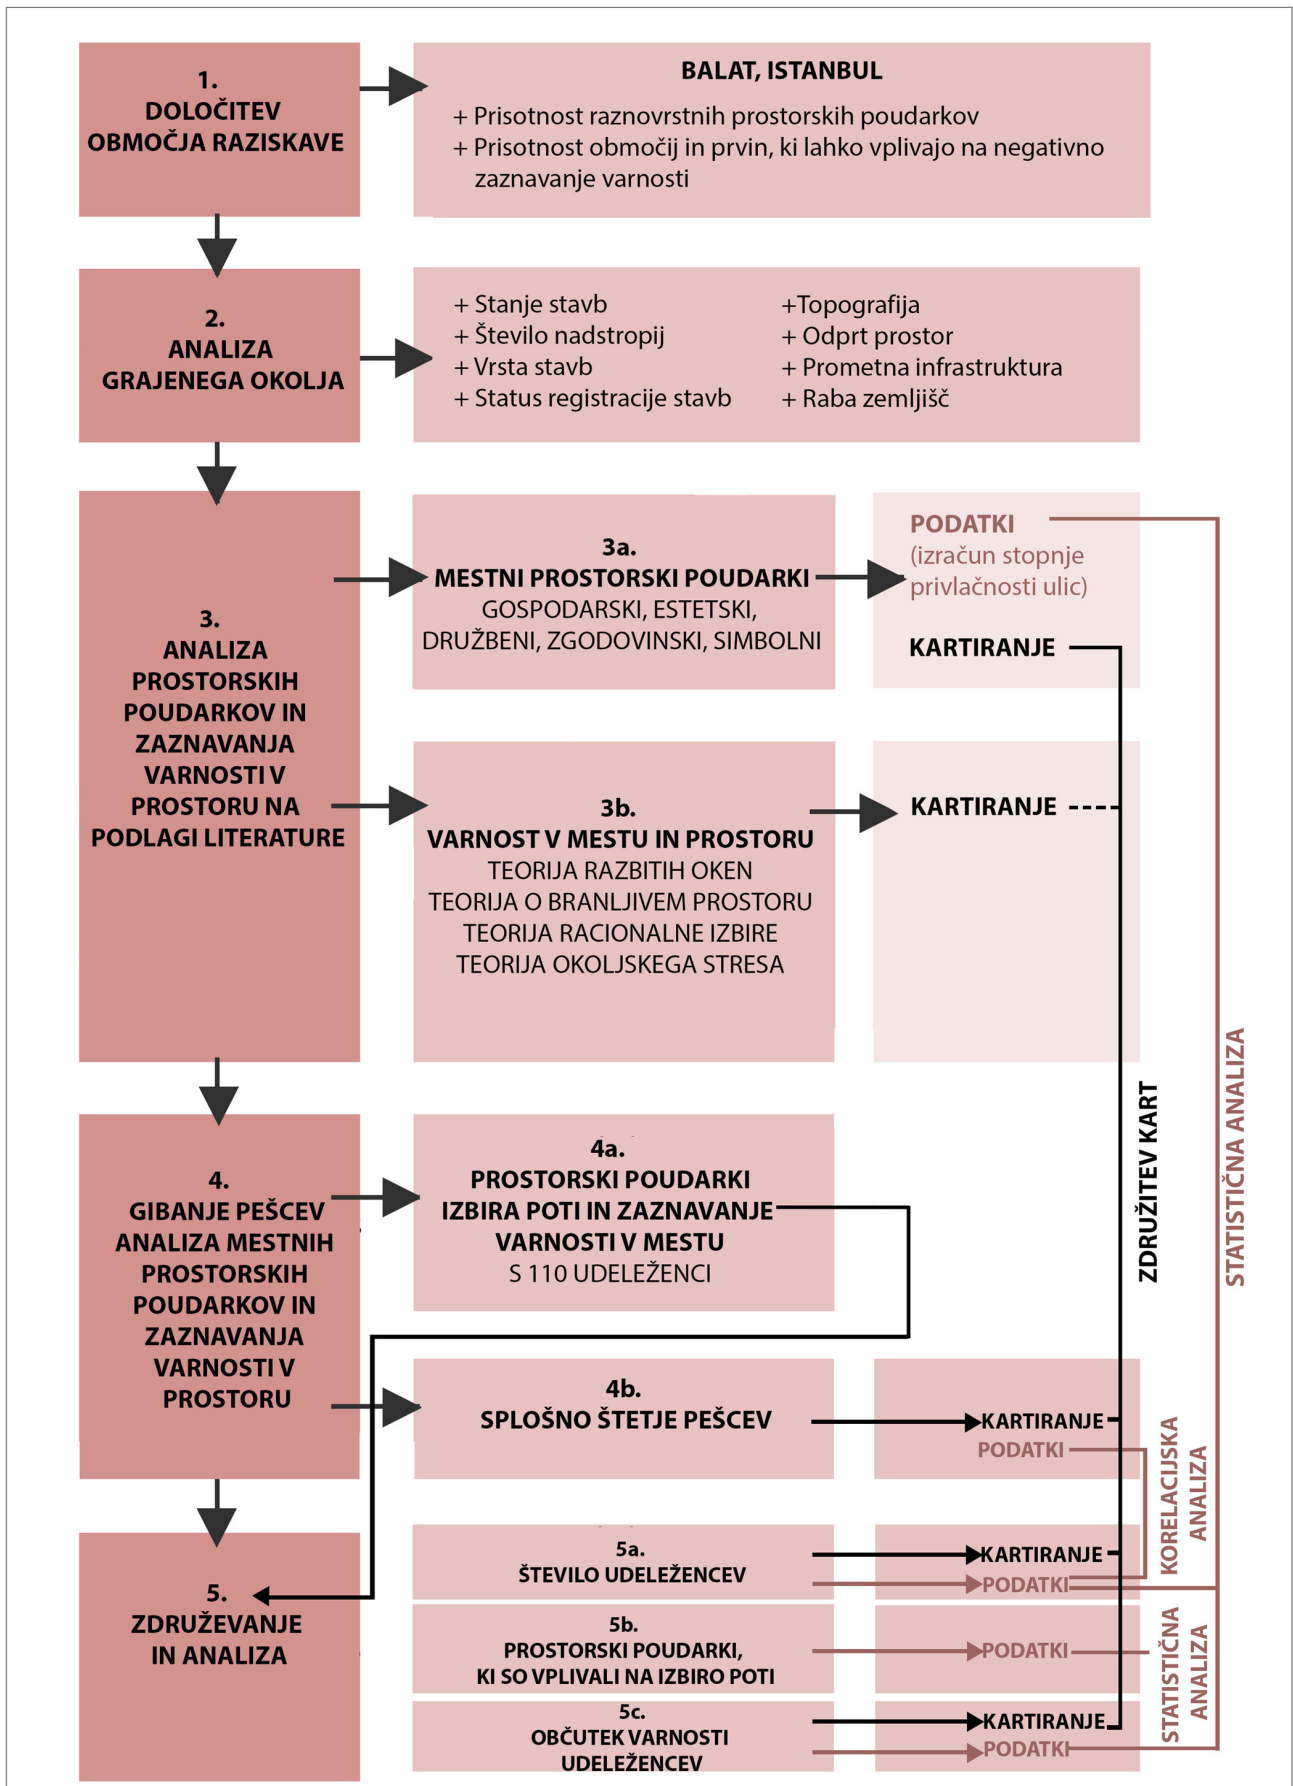 1.
DOLOČITEV
OBMOČJA RAZISKAVE
BALAT, ISTANBUL
+ Prisotnost raznovrstnih prostorskih poudarkov
+ Prisotnost območij in prvin, ki lahko vplivajo na negativno
zaznavanje varnosti
2.
ANALIZA
GRAJENEGA OKOLJA
+ Stanje stavb
+ Število nadstropij
+ Vrsta stavb
+ Status registracije stavb
+Topografija
+ Odprt prostor
+ Prometna infrastruktura
+ Raba zemljišč
3.
ANALIZA
PROSTORSKIH
POUDARKOV IN
ZAZNAVANJA
VARNOSTI V
PROSTORU NA
PODLAGI LITERATURE
3a.
MESTNI PROSTORSKI POUDARKI
GOSPODARSKI, ESTETSKI,
DRUŽBENI, ZGODOVINSKI, SIMBOLNI
PODATKI
(izračun stopnje
privlačnosti ulic)
KARTIRANJE
3b.
VARNOST V MESTU IN PROSTORU
TEORIJA RAZBITIH OKEN
TEORIJA O BRANLJIVEM PROSTORU
TEORIJA RACIONALNE IZBIRE
TEORIJA OKOLJSKEGA STRESA
KARTIRANJE
4.
GIBANJE PEŠCEV
ANALIZA MESTNIH
PROSTORSKIH
POUDARKOV IN
ZAZNAVANJA
VARNOSTI V
PROSTORU
4a.
PROSTORSKI POUDARKI
IZBIRA POTI IN ZAZNAVANJE
VARNOSTI V MESTU
S 110 UDELEŽENCI
4b.
SPLOŠNO ŠTETJE PEŠCEV
KARTIRANJE
PODATKI
5.
ZDRUŽEVANJE
IN ANALIZA
5a.
ŠTEVILO UDELEŽENCEV
KARTIRANJE
PODATKI
5b.
PROSTORSKI POUDARKI,
KI SO VPLIVALI NA IZBIRO POTI
PODATKI
5c.
OBČUTEK VARNOSTI
UDELEŽENCEV
KARTIRANJE
PODATKI
ZDRUŽITEV KART
STATISTIČNA ANALIZA
KORELACIJSKA
ANALIZA
STATISTIČNA
ANALIZA